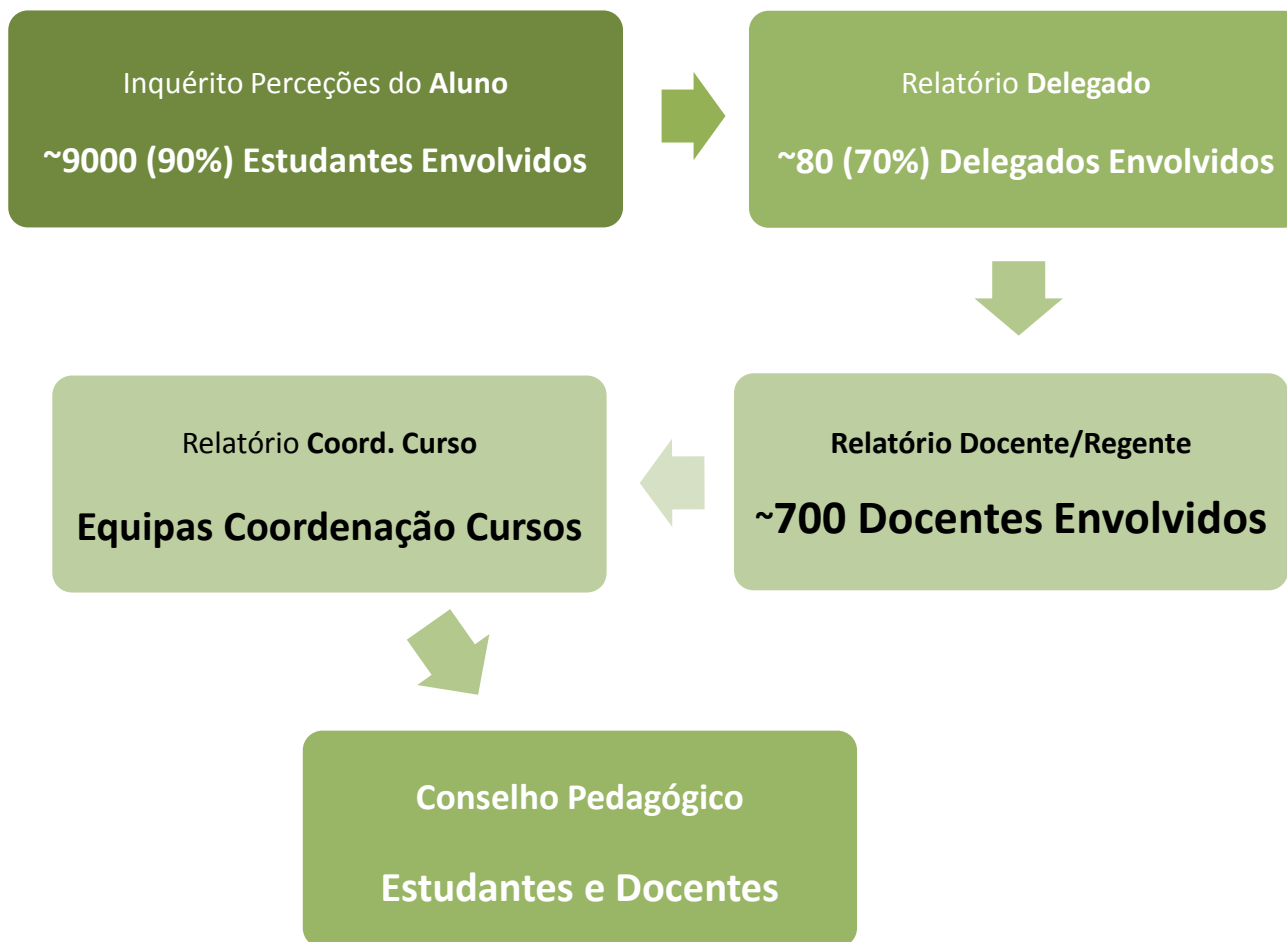 Inquérito Perceções do Aluno
~9000 (90%) Estudantes Envolvidos
Relatório Delegado
~80 (70%) Delegados Envolvidos
Relatório Docente/Regente
~700 Docentes Envolvidos
Relatório Coord. Curso
Equipas Coordenação Cursos
Conselho Pedagógico
Estudantes e Docentes